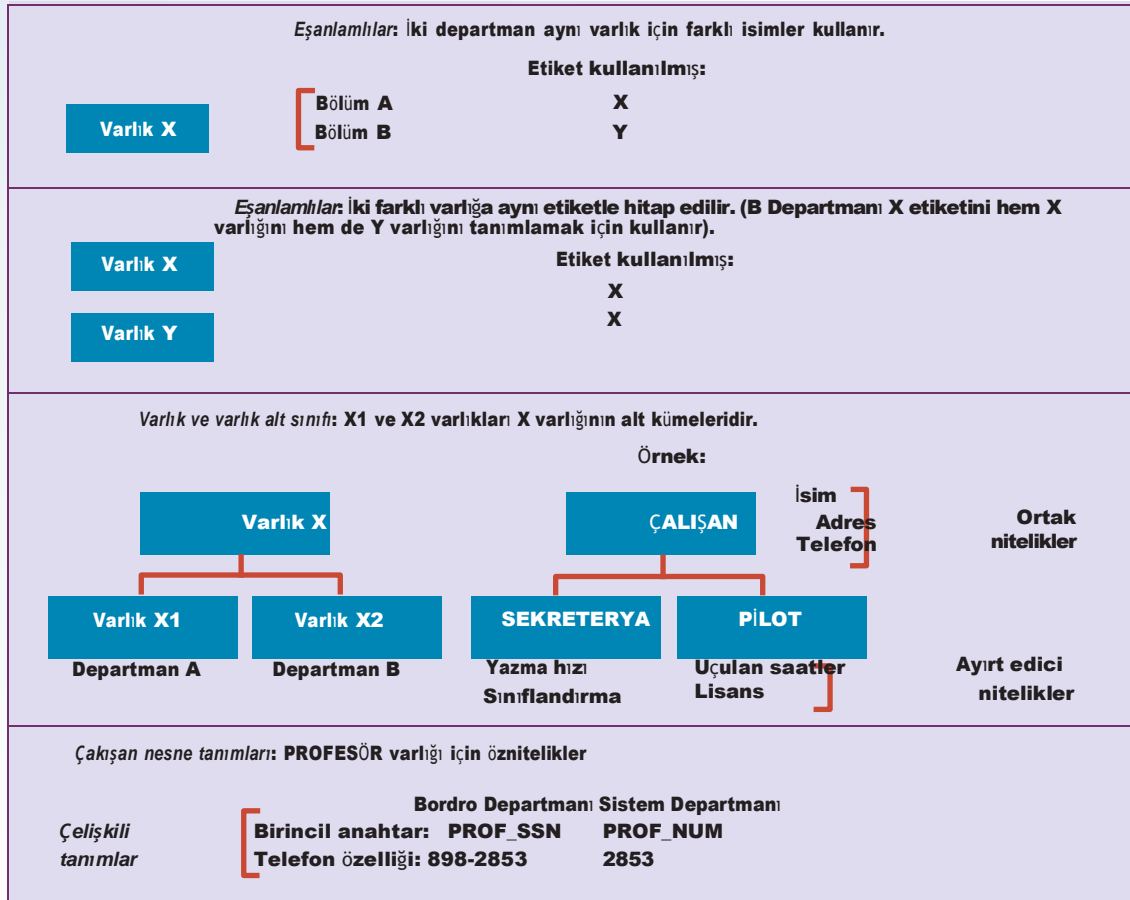 Eşanlamlılar: İki departman aynı varlık için farklı isimler kullanır.
Etiket kullanılmış:
Varlık X
Bölüm A X
Bölüm B Y
Eşanlamlılar: İki farklı varlığa aynı etiketle hitap edilir. (B Departmanı X etiketini hem X
varlığını hem de Y varlığını tanımlamak için kullanır).
Varlık X
Etiket kullanılmış:
X
X
Varlık Y
Varlık ve varlık alt sınıfı: X1 ve X2 varlıkları X varlığının alt kümeleridir.
Örnek:
Varlık X
ÇALIŞAN
İsim
Adres
Telefon
Ortak
nitelikler
Varlık X1
Varlık X2
SEKRETERYA
PİLOT
Departman A
Departman B
Yazma hızı
Sınıflandırma
Uçulan saatler
Lisans
Ayırt edici
nitelikler
Çakışan nesne tanımları: PROFESÖR varlığı için öznitelikler
Bordro Departmanı Sistem Departmanı
Çelişkili
tanımlar
Birincil anahtar: PROF_SSN PROF_NUM
Telefon özelliği: 898-2853 2853